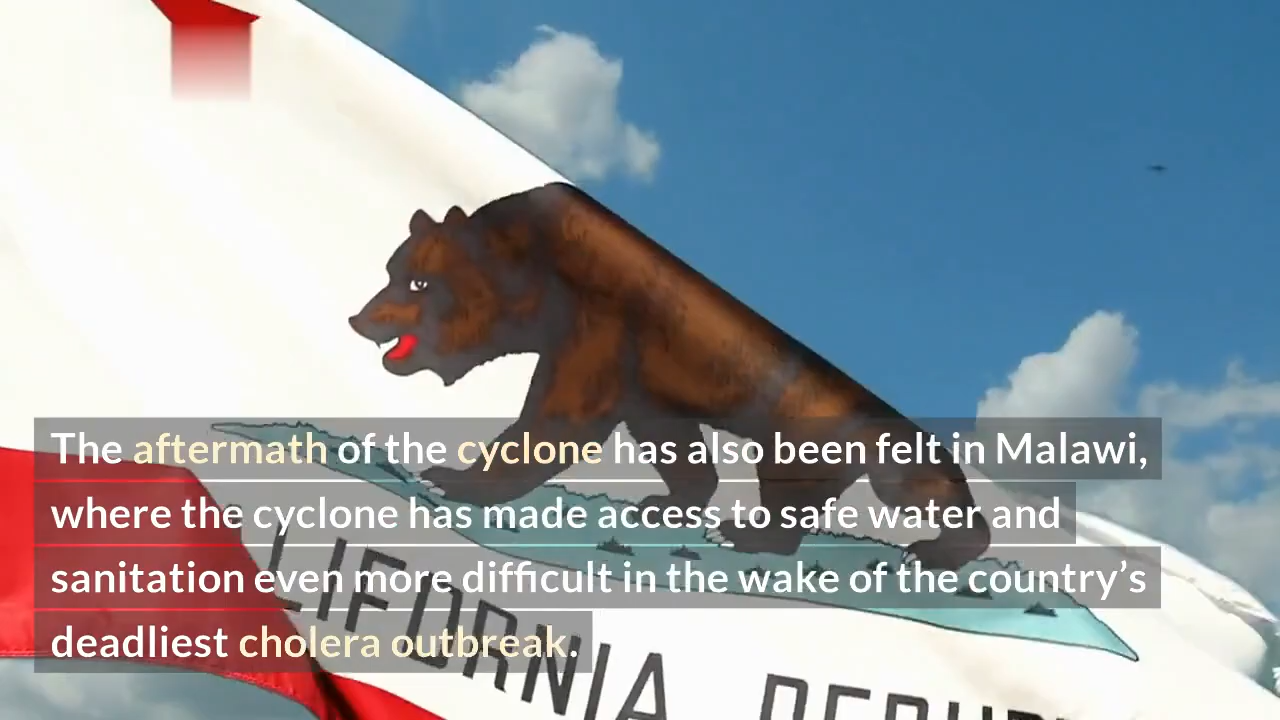 The aftermath of the cyclone has also been felt in Malawi,
where the cyclone has made access to safe water and
sanitation even more difficult in the wake of the country’s
deadliest cholera outbreak.
LIFORNIA REPU